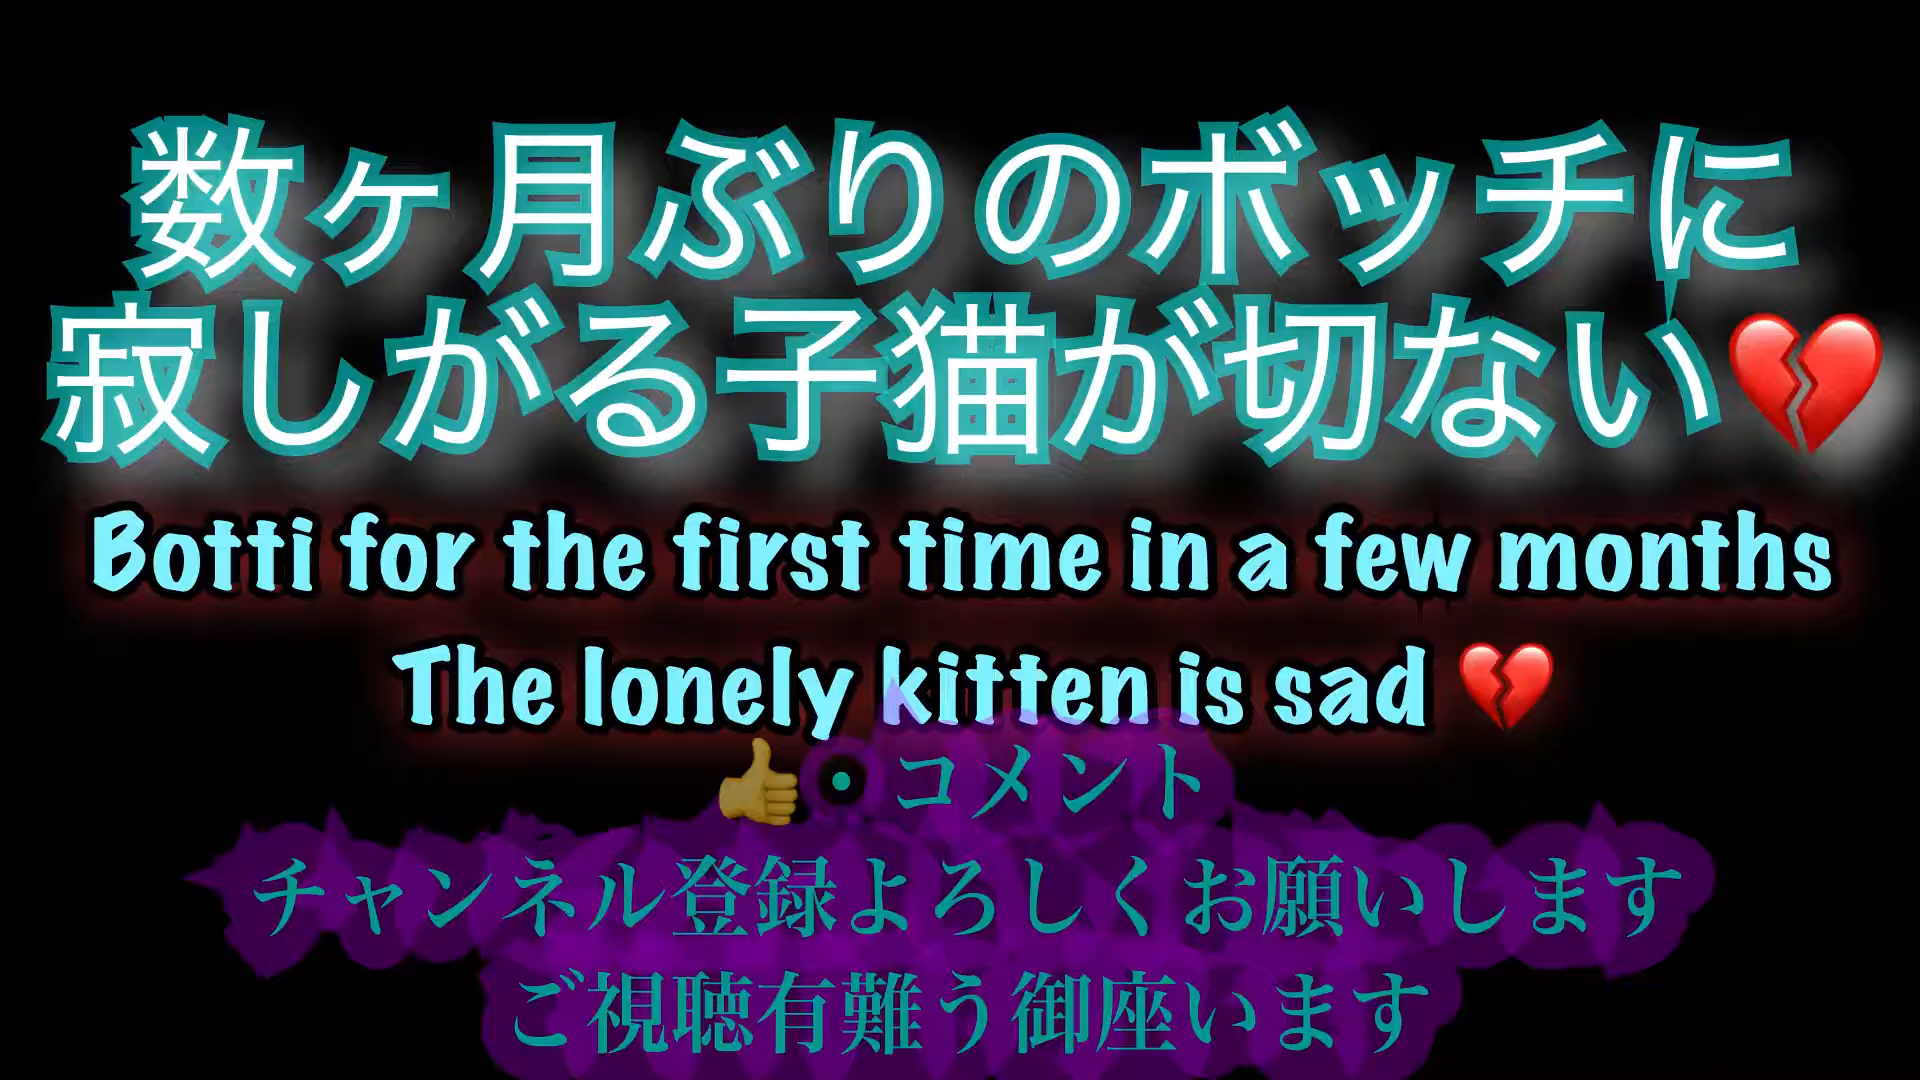 数ヶ月ぶりのボッチに
寂しがる子猫が切ない💔
Botti for the first time in a few months
The lonely kitten is sad 💔
👍・コメント
チャンネル登録よろしくお願いします
ご視聴有難う御座います